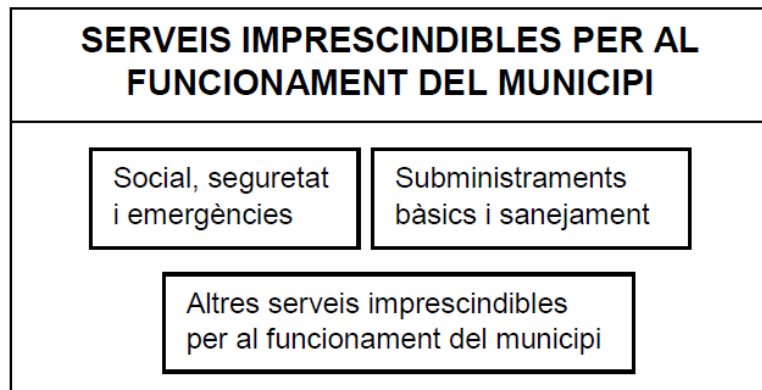 SERVEIS IMPRESCINDIBLES PER AL
FUNCIONAMENT DEL MUNICIPI
Social, seguretat
i emergències
Subministraments
bàsics i sanejament
Altres serveis imprescindibles
per al funcionament del municipi